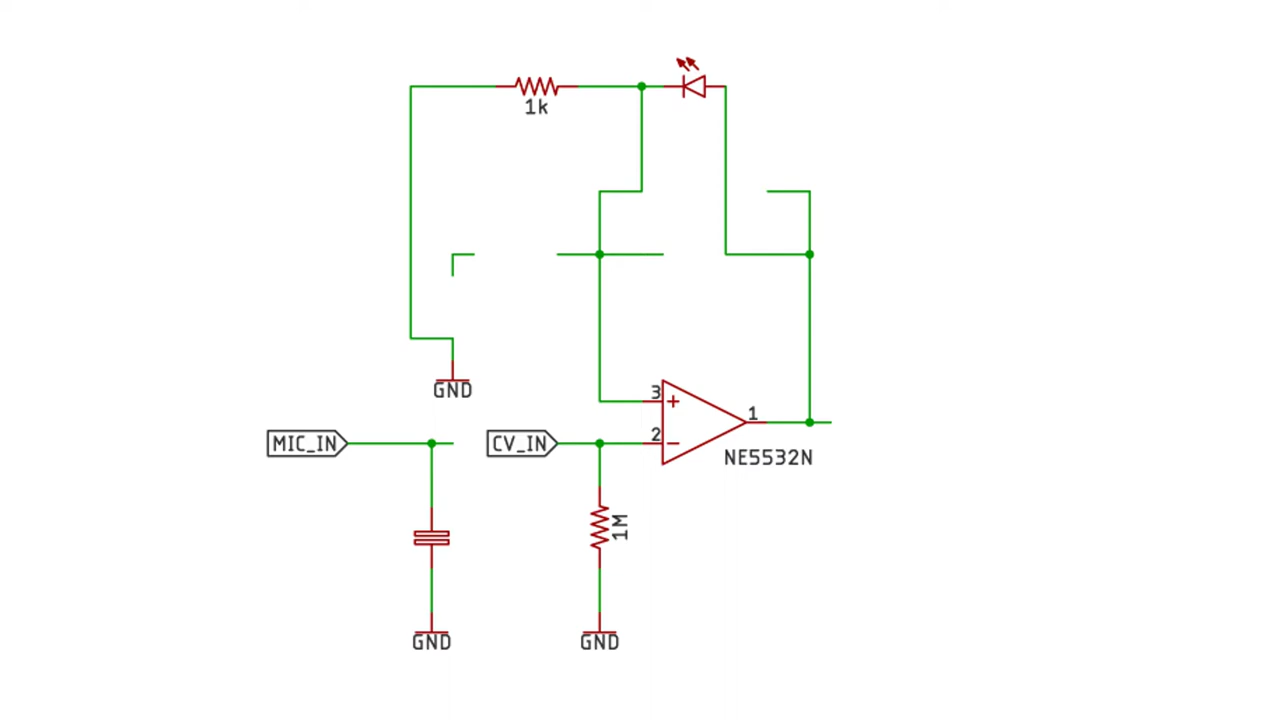 1k
GND
3
+
1
MIC_IN
CV_IN
2
−
NE5532N
1M
GND
GND